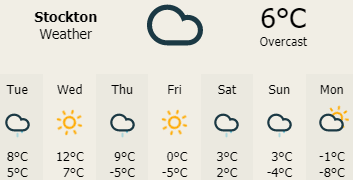 Stockton
Weather
6°C
Overcast
Tue Wed Thu Fri Sat Sun Mon
8°C 12°C 9°C 0°C 3°C 3°C -1°C
5°C 7°C -5°C -5°C 2°C -4°C -8°C